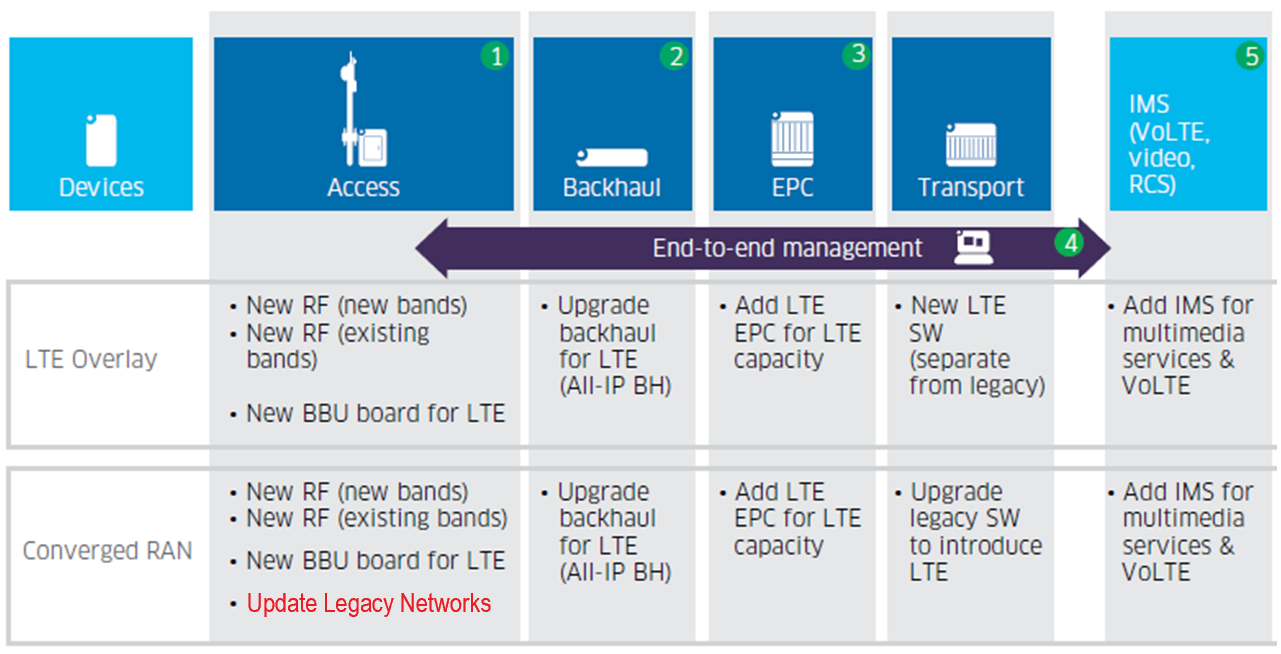 1
2
3
5
Devices
Access
Backhaul
EPC
Transport
IMS
(VoLTE,
video,
RCS)
End-to-end management
4
LTE Overlay
• New RF (new bands)
• New RF (existing
bands)
• New BBU board for LTE
• Upgrade
backhaul
for LTE
(All-IP BH)
• Add LTE
EPC for LTE
capacity
• New LTE
SW
(separate
from legacy)
• Add IMS for
multimedia
services &
VoLTE
Converged RAN
• New RF (new bands)
• New RF (existing bands)
• New BBU board for LTE
• Update Legacy Networks
• Upgrade
backhaul
for LTE
(All-IP BH)
• Add LTE
EPC for LTE
capacity
• Upgrade
legacy SW
to introduce
LTE
• Add IMS for
multimedia
services &
VoLTE